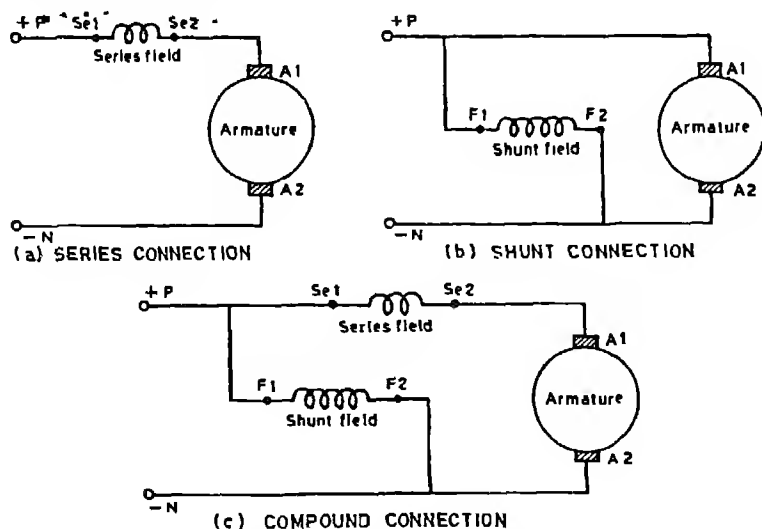 + P Se1 Se2
Series field
A1
Armature
A2
- N
(a) SERIES CONNECTION
+ P
A1
F1 F2
Shunt field
Armature
A2
- N
(b) SHUNT CONNECTION
+ P
Se1 Se2
Series field
A1
F1 F2
Shunt field
Armature
A2
- N
(c) COMPOUND CONNECTION